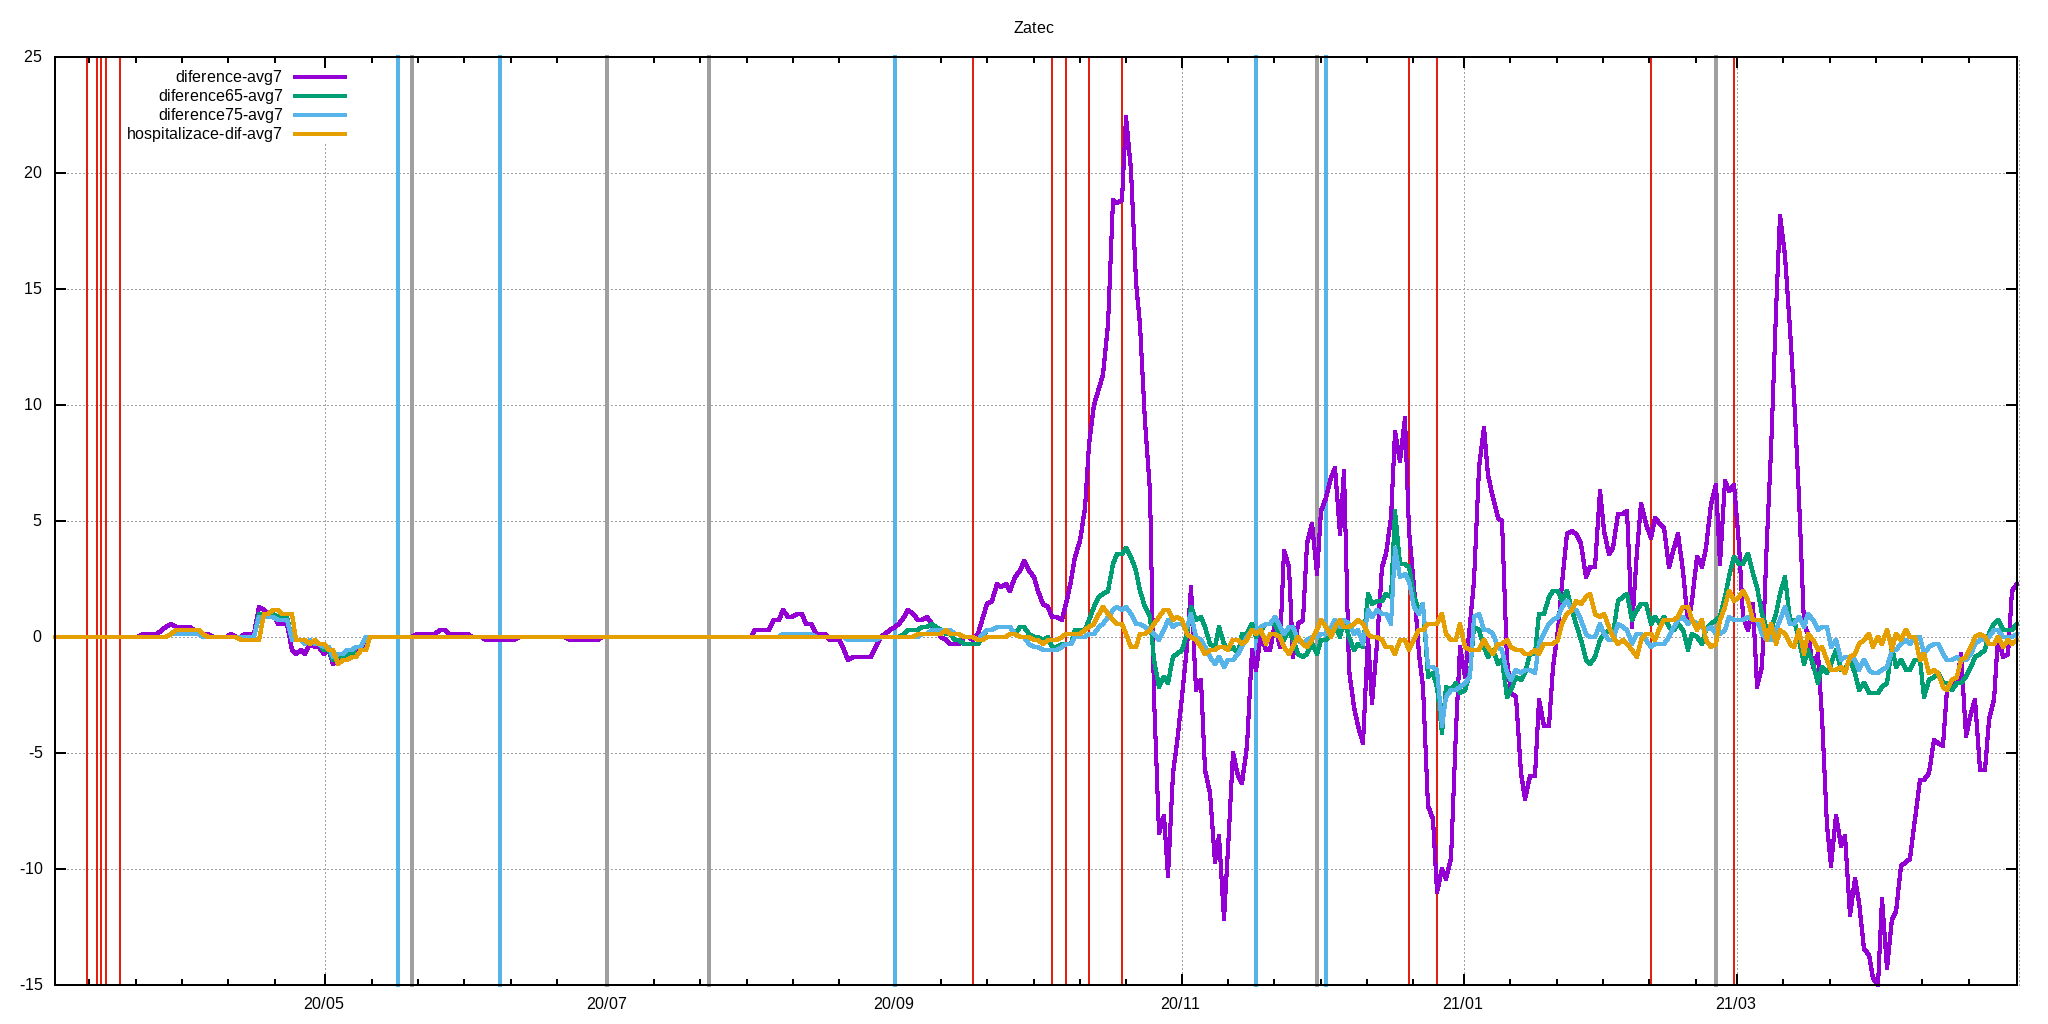 Zatec
25
20
15
10
5
0
-5
-10
-15
diference-avg7
diference65-avg7
diference75-avg7
hospitalizace-dif-avg7
20/05 20/07 20/09 20/11 21/01 21/03